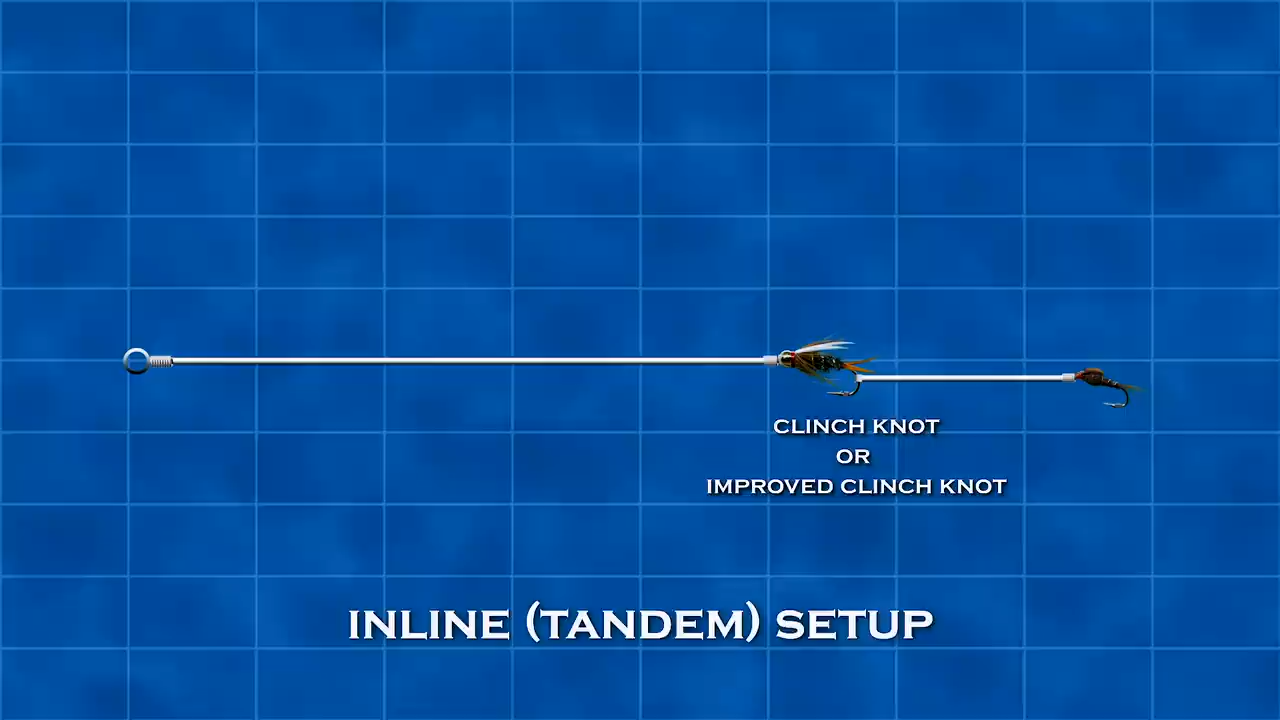 CLINCH KNOT
OR
IMPROVED CLINCH KNOT
INLINE (TANDEM) SETUP